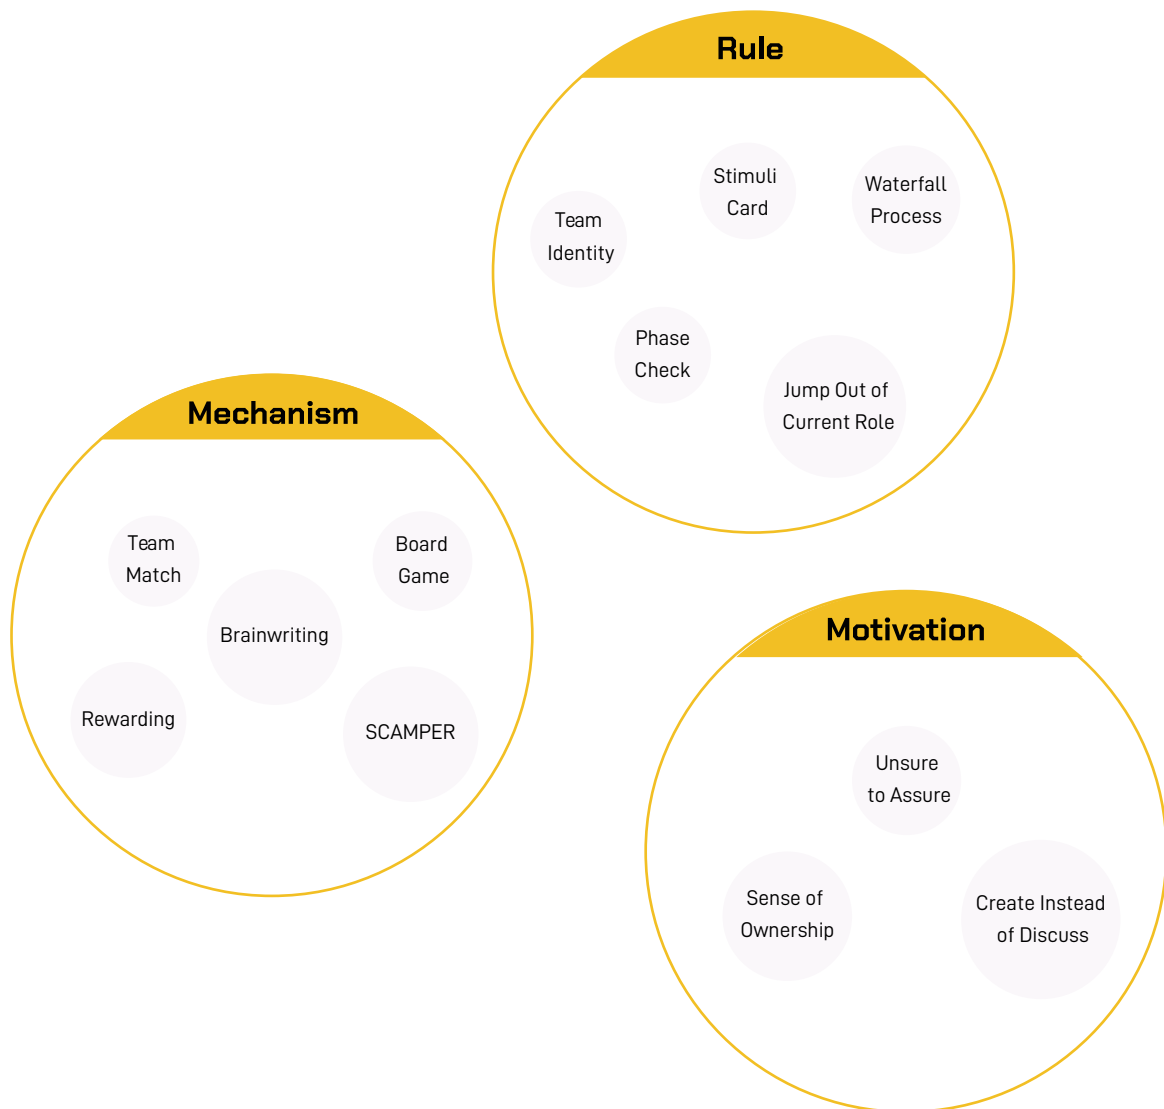 Rule
Stimuli
Card
Waterfall
Process
Team
Identity
Phase
Check
Jump Out of
Current Role
Mechanism
Team
Match
Board
Game
Brainwriting
Rewarding
SCAMPER
Motivation
Unsure
to Assure
Sense of
Ownership
Create Instead
of Discuss